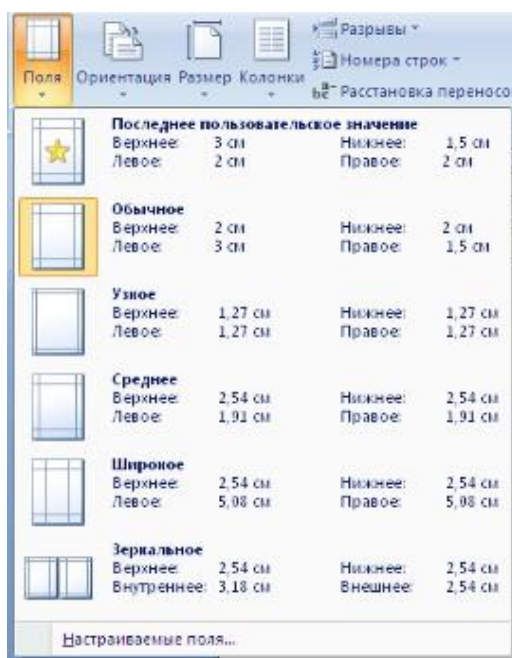 Разрывы
Номера строк
Поля Ориентация Размер Колонки
Расстановка переносо
Последнее пользовательское значение
Верхнее: 3 см Нижнее: 1,5 см
Левое: 2 см Правое: 2 см
Обычное
Верхнее: 2 см Нижнее: 2 см
Левое: 3 см Правое: 1,5 см
Узкое
Верхнее: 1,27 см Нижнее: 1,27 см
Левое: 1,27 см Правое: 1,27 см
Среднее
Верхнее: 2,54 см Нижнее: 2,54 см
Левое: 1,91 см Правое: 1,91 см
Широкое
Верхнее: 2,54 см Нижнее: 2,54 см
Левое: 5,08 см Правое: 5,08 см
Зеркальное
Верхнее: 2,54 см Нижнее: 2,54 см
Внутреннее: 3,18 см Внешнее: 2,54 см
Настраиваемые поля...